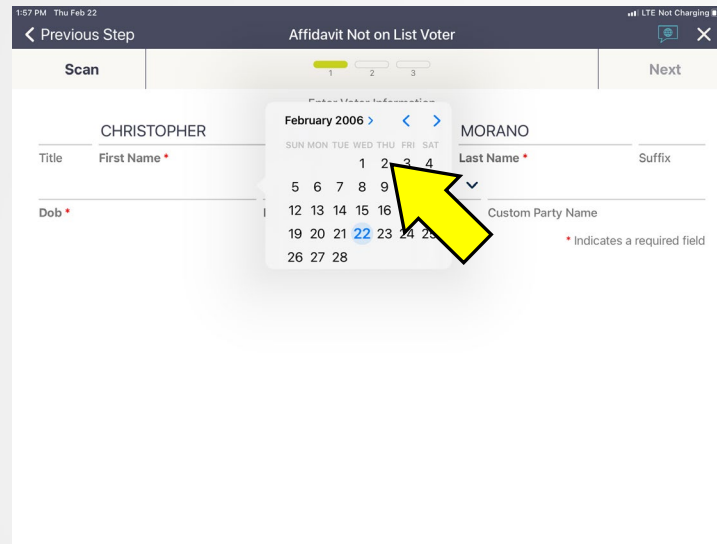 1:57 PM Thu Feb 22 LTE Not Charging
Previous Step Affidavit Not on List Voter
Scan 1 2 3 Next
Enter Voter Information
February 2006
SUN MON TUE WED THU FRI SAT
1 2 3 4
5 6 7 8 9
12 13 14 15 16
19 20 21 22 23 24 25
26 27 28
CHRISTOPHER MORANO
Title First Name * Last Name * Suffix
Dob * Custom Party Name
* Indicates a required field